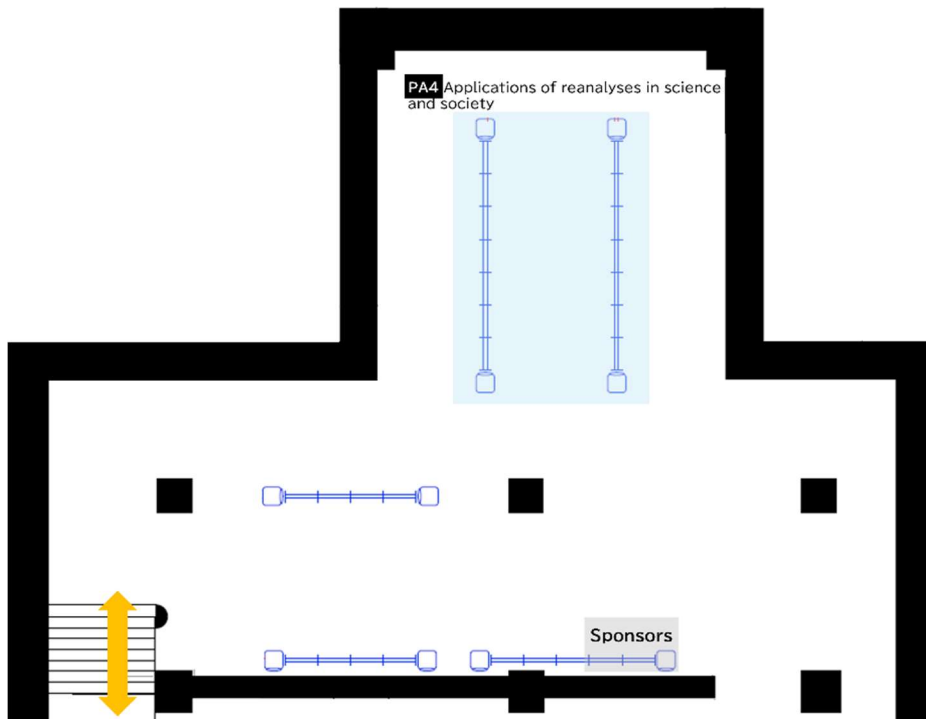 PA4 Applications of reanalyses in science
and society
Sponsors